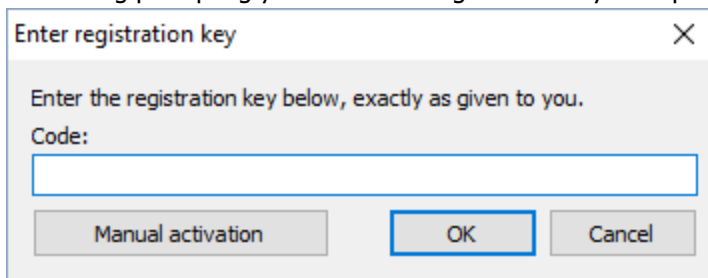 Enter registration key
Enter the registration key below, exactly as given to you.
Code:
Manual activation OK Cancel